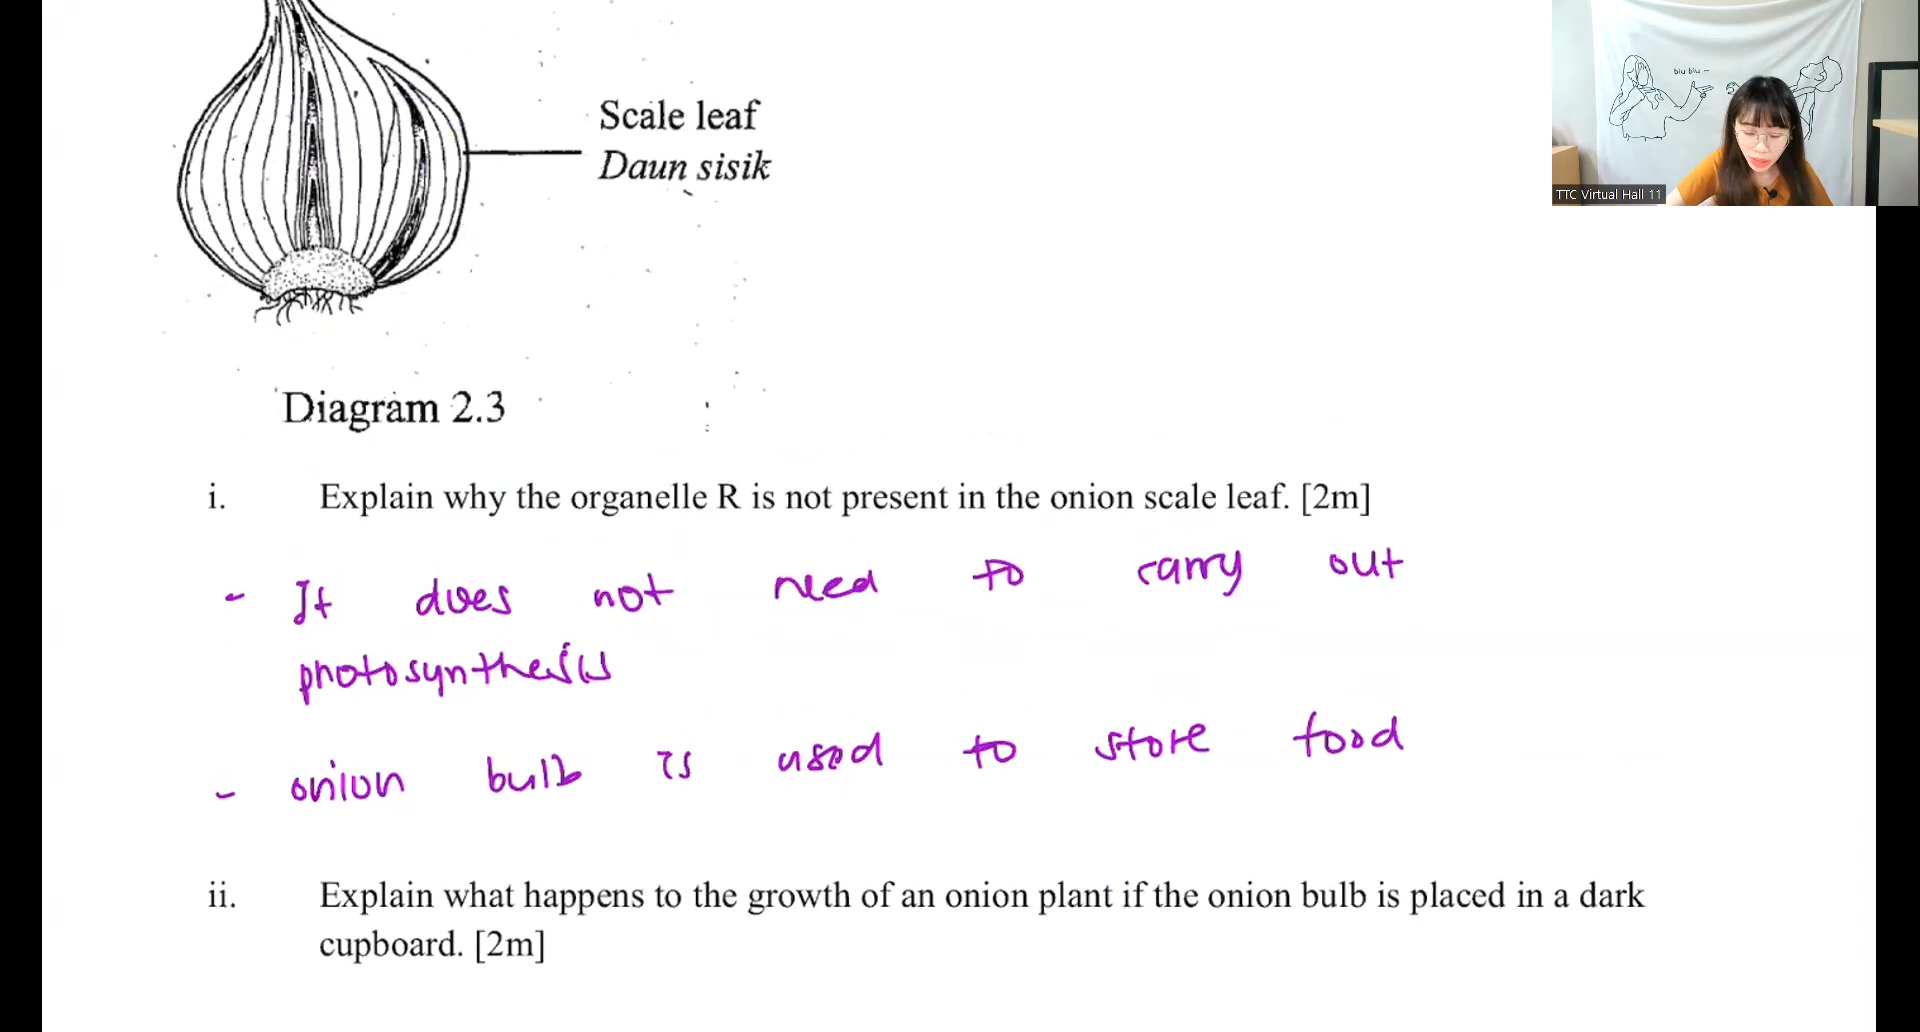 blu blu ~
TTC Virtual Hall 11
Scale leaf
Daun sisik
Diagram 2.3
i. Explain why the organelle R is not present in the onion scale leaf. [2m]
- It does not need to carry out
photosynthesis
- onion bulb is used to store food
ii. Explain what happens to the growth of an onion plant if the onion bulb is placed in a dark
cupboard. [2m]